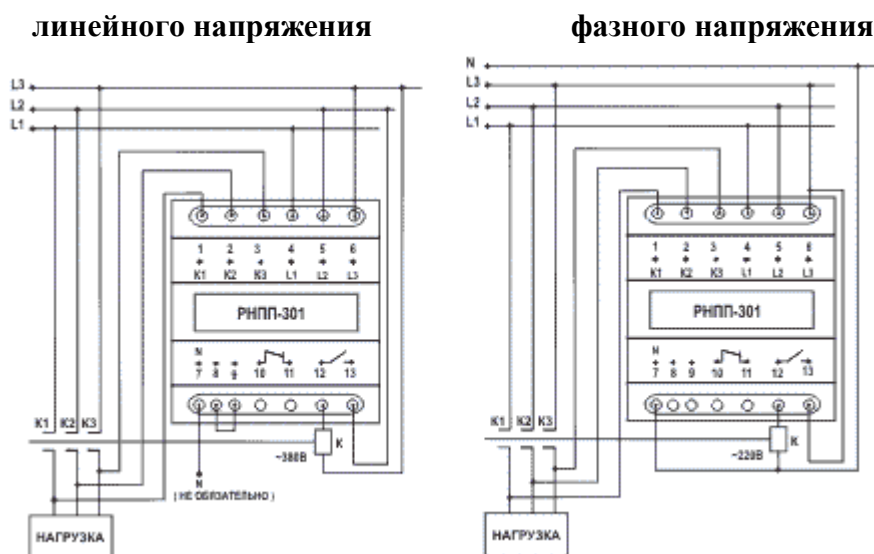 линейного напряжения
L3
L2
L1
1 2 3 4 5 6
K1 K2 K3 L1 L2 L3
РНПП-301
N
7 8 9 10 11 12 13
K1 K2 K3
K
~380В
N
( НЕ ОБЯЗАТЕЛЬНО )
НАГРУЗКА
фазного напряжения
N
L3
L2
L1
1 2 3 4 5 6
K1 K2 K3 L1 L2 L3
РНПП-301
N
7 8 9 10 11 12 13
K1 K2 K3
K
~220В
НАГРУЗКА